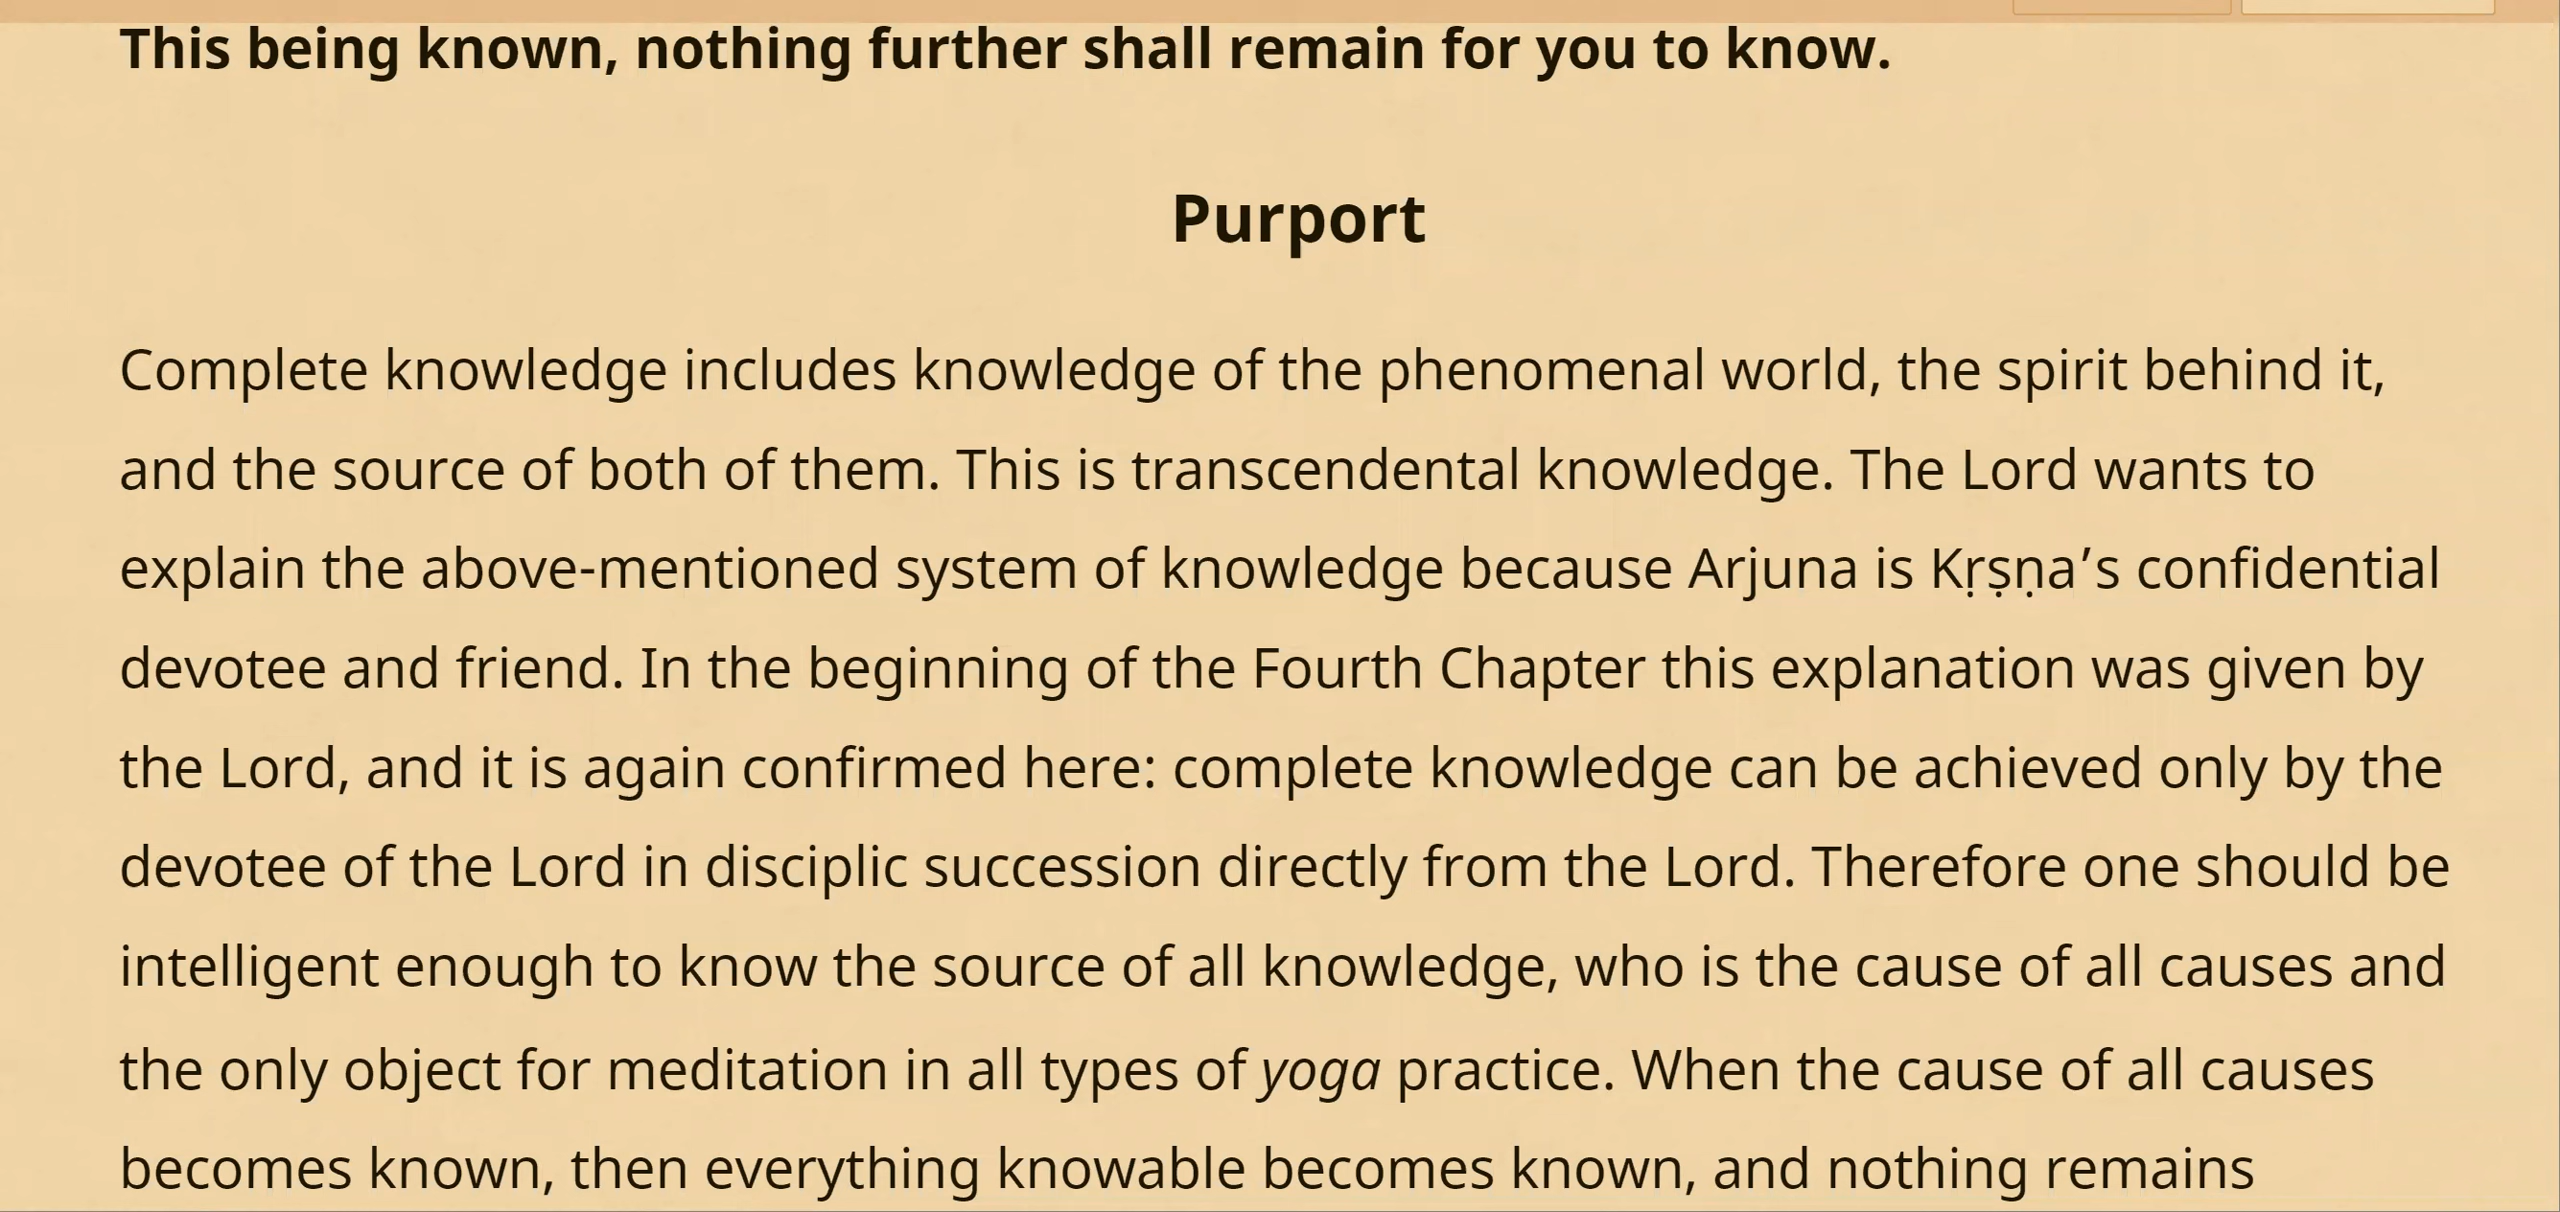 This being known, nothing further shall remain for you to know.
Purport
Complete knowledge includes knowledge of the phenomenal world, the spirit behind it,
and the source of both of them. This is transcendental knowledge. The Lord wants to
explain the above-mentioned system of knowledge because Arjuna is Kṛṣṇa’s confidential
devotee and friend. In the beginning of the Fourth Chapter this explanation was given by
the Lord, and it is again confirmed here: complete knowledge can be achieved only by the
devotee of the Lord in disciplic succession directly from the Lord. Therefore one should be
intelligent enough to know the source of all knowledge, who is the cause of all causes and
the only object for meditation in all types of yoga practice. When the cause of all causes
becomes known, then everything knowable becomes known, and nothing remains